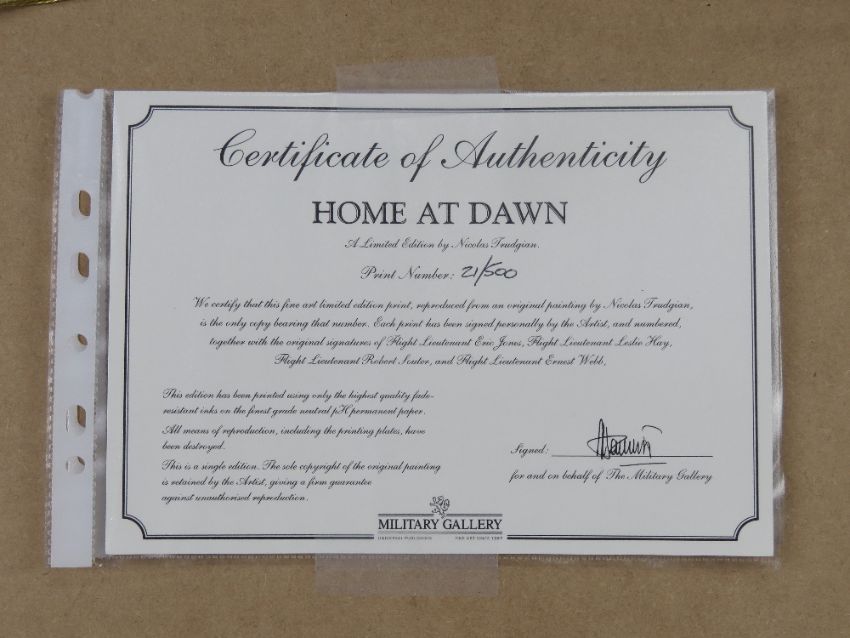 Certificate of Authenticity
HOME AT DAWN
A Limited Edition by Nicolas Trudgian.
Print Number: 21/500
We certify that this fine art limited edition print, reproduced from an original painting by Nicolas Trudgian,
is the only copy bearing that number. Each print has been signed personally by the Artist, and numbered,
together with the original signatures of Flight Lieutenant Eric Jones, Flight Lieutenant Leslie Hay,
Flight Lieutenant Robert Souter, and Flight Lieutenant Ernest Webb,
This edition has been printed using only the highest quality fade-
resistant inks on the finest grade neutral pH permanent paper.
All means of reproduction, including the printing plates, have
been destroyed.
This is a single edition. The sole copyright of the original painting
is retained by the Artist, giving a firm guarantee
against unauthorised reproduction.
Signed:
for and on behalf of The Military Gallery
MILITARY GALLERY